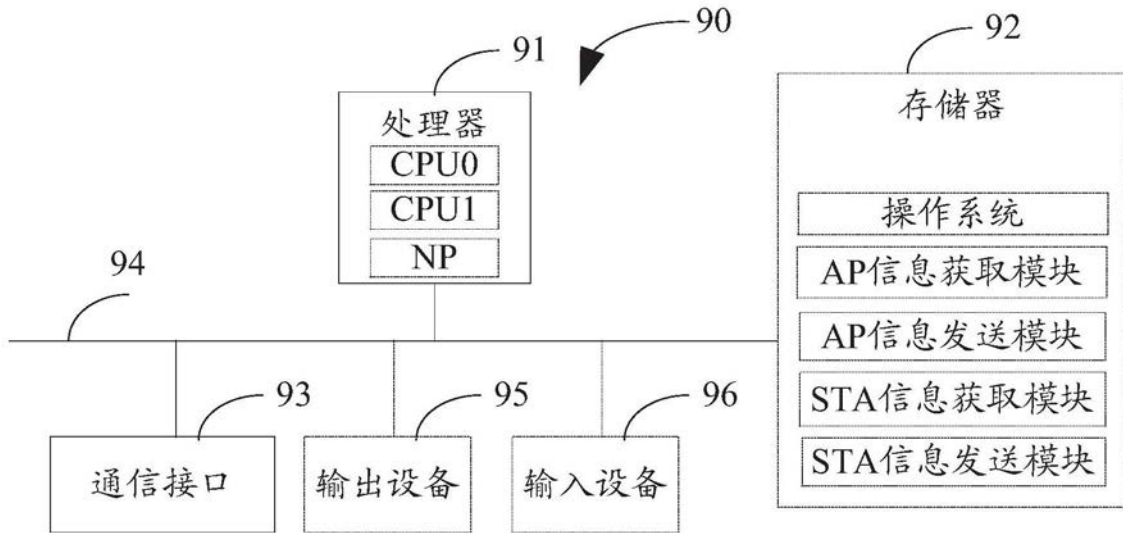 90
91
92
处理器
CPU0
CPU1
NP
存储器
操作系统
AP信息获取模块
AP信息发送模块
STA信息获取模块
STA信息发送模块
94
93
95
96
通信接口
输出设备
输入设备